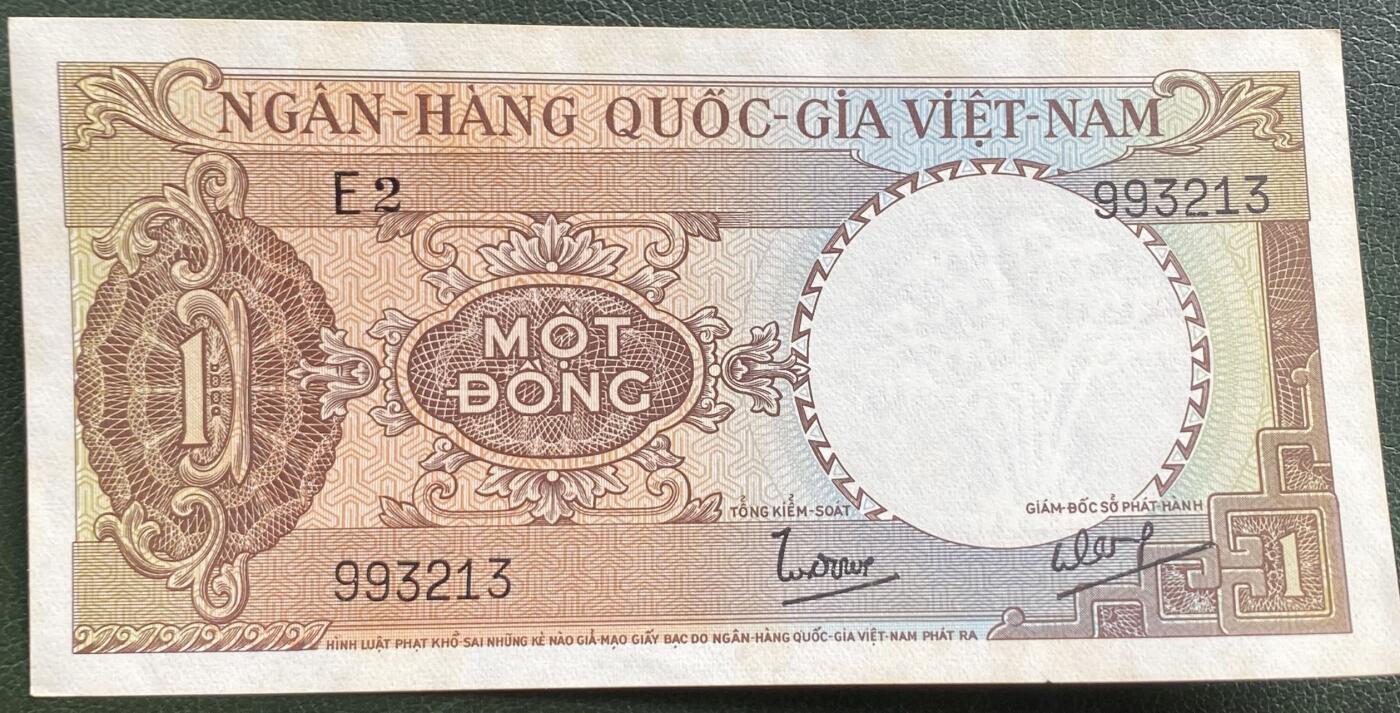 NGÂN-HÀNG QUỐC-GIA VIỆT-NAM
E2
993213
1
MỘT
ĐỒNG
TỔNG KIỂM-SOÁT
GIÁM-ĐỐC SỞ PHÁT-HÀNH
993213
1
HÌNH LUẬT PHẠT KHỔ SAI NHỮNG KẺ NÀO GIẢ-MẠO GIẤY BẠC DO NGÂN-HÀNG QUỐC-GIA VIỆT-NAM PHÁT RA